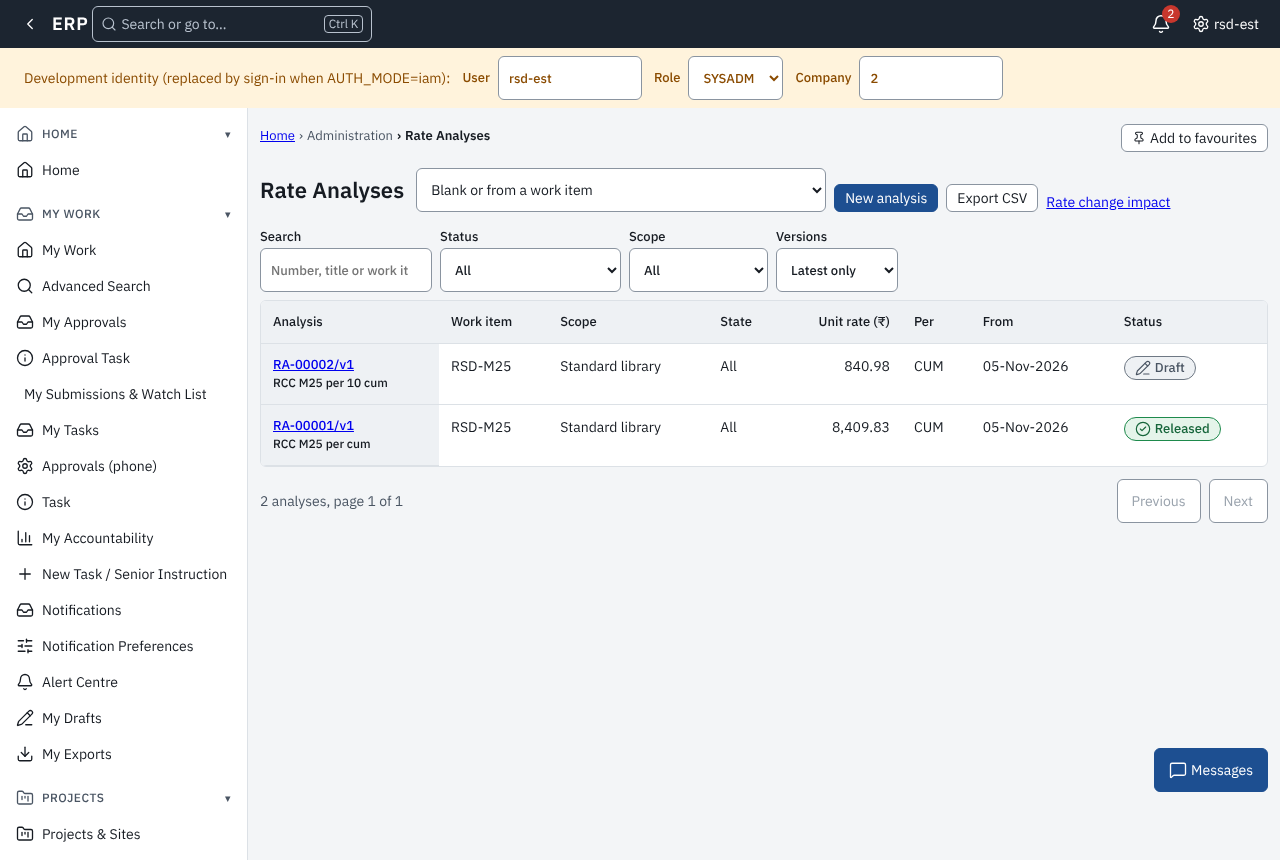 ERP
Search or go to...
Ctrl K
2
rsd-est
Development identity (replaced by sign-in when AUTH_MODE=iam):
User
rsd-est
Role
SYSADM
Company
2
HOME
Home
MY WORK
My Work
Advanced Search
My Approvals
Approval Task
My Submissions & Watch List
My Tasks
Approvals (phone)
Task
My Accountability
New Task / Senior Instruction
Notifications
Notification Preferences
Alert Centre
My Drafts
My Exports
PROJECTS
Projects & Sites
Home › Administration › Rate Analyses
Add to favourites
Rate Analyses
Blank or from a work item
New analysis
Export CSV
Rate change impact
Search
Status
Scope
Versions
Number, title or work it
All
All
Latest only
Analysis Work item Scope State Unit rate (₹) Per From Status
RA-00002/v1 RSD-M25 Standard library All 840.98 CUM 05-Nov-2026 Draft
RCC M25 per 10 cum
RA-00001/v1 RSD-M25 Standard library All 8,409.83 CUM 05-Nov-2026 Released
RCC M25 per cum
2 analyses, page 1 of 1
Previous
Next
Messages